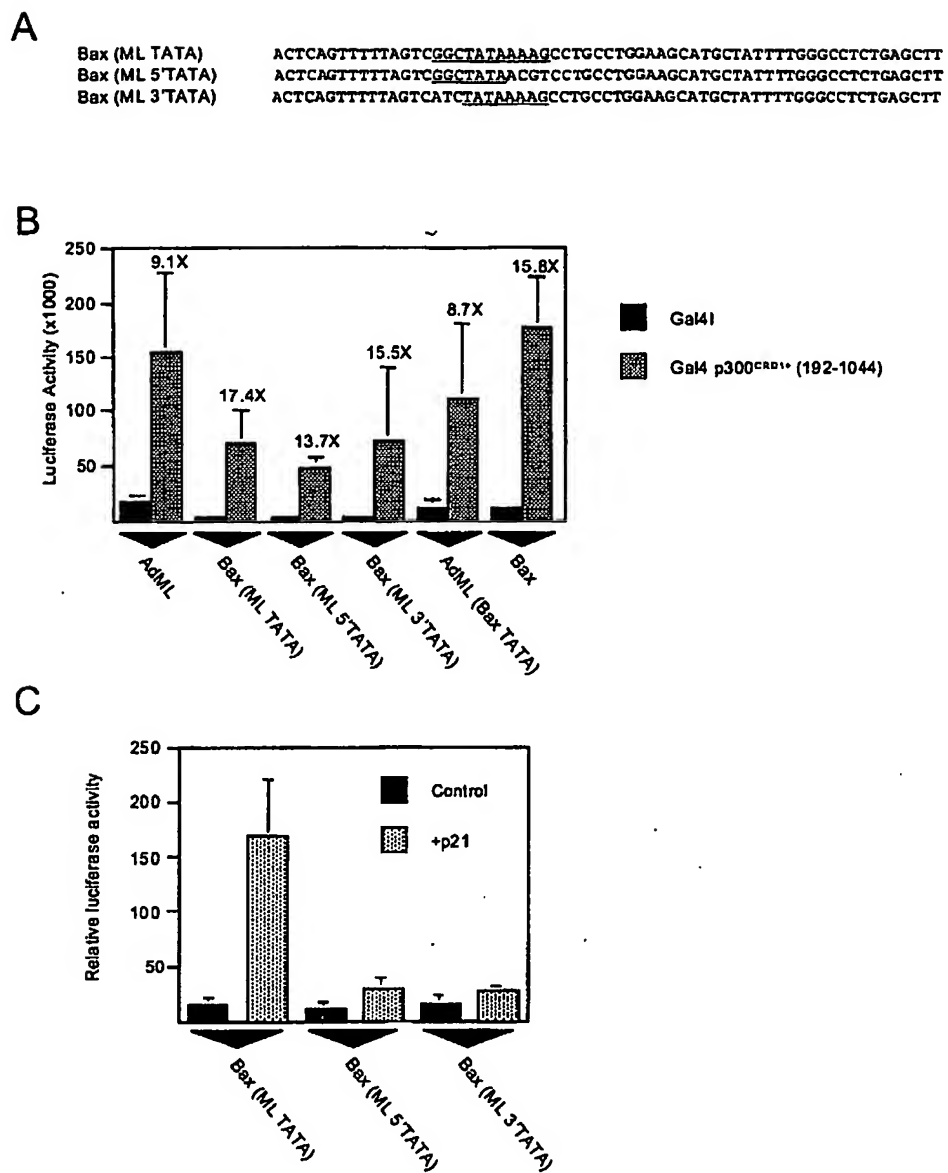 A
Bax (ML TATA) ACTCAGTTTTTAGTCGGCTATAAAAGCCTGCCTGGAAGCATGCTATTTTGGGCCTCTGAGCTT
Bax (ML 5'TATA) ACTCAGTTTTTAGTCGGCTATAACGTCCTGCCTGGAAGCATGCTATTTTGGGCCTCTGAGCTT
Bax (ML 3'TATA) ACTCAGTTTTTAGTCATCTATAAAAGCCTGCCTGGAAGCATGCTATTTTGGGCCTCTGAGCTT
B
Luciferase Activity (x1000)
250
200
150
100
50
9.1X
17.4X
13.7X
15.5X
8.7X
15.8X
Gal4I
Gal4 p300CRD1+ (192-1044)
AdML
Bax (ML TATA)
Bax (ML 5'TATA)
Bax (ML 3'TATA)
AdML (Bax TATA)
Bax
C
Relative luciferase activity
250
200
150
100
50
Control
+p21
Bax (ML TATA)
Bax (ML 5'TATA)
Bax (ML 3'TATA)